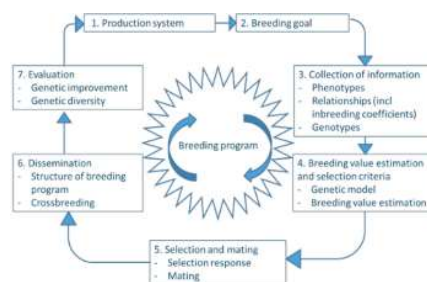 1. Production system
2. Breeding goal
3. Collection of information
- Phenotypes
- Relationships (incl
inbreeding coefficients)
- Genotypes
4. Breeding value estimation
and selection criteria
- Genetic model
- Breeding value estimation
5. Selection and mating
- Selection response
- Mating
6. Dissemination
- Structure of breeding
program
- Crossbreeding
7. Evaluation
- Genetic improvement
- Genetic diversity
Breeding program